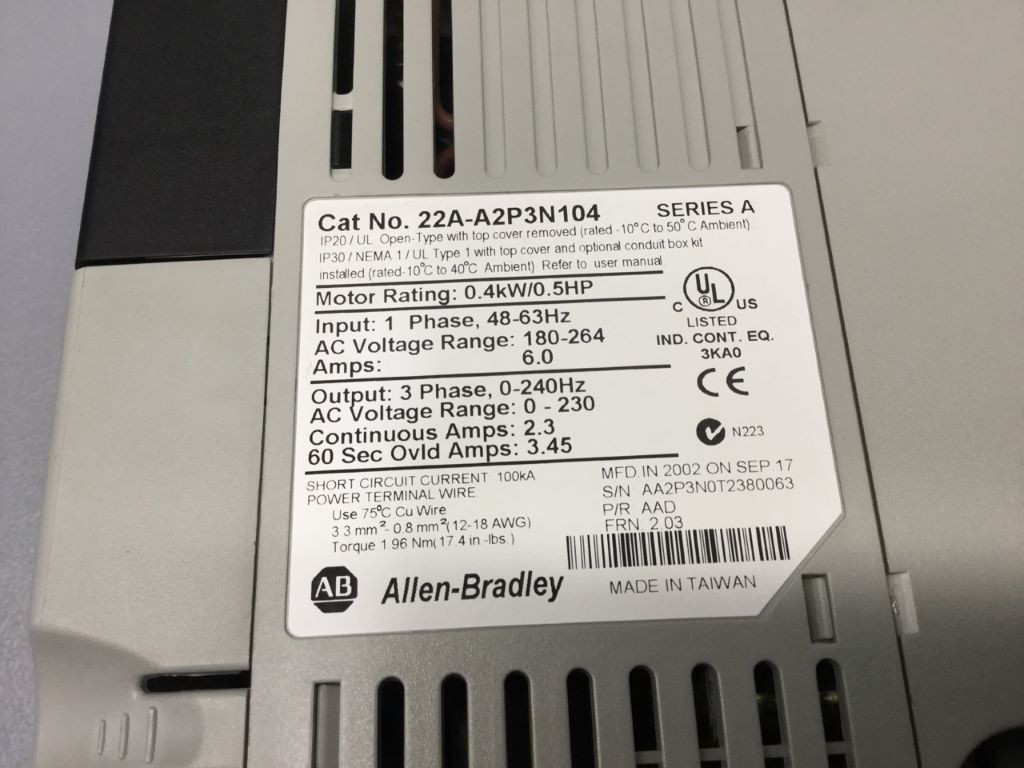 Cat No. 22A-A2P3N104 SERIES A
IP20/UL Open-Type with top cover removed (rated -10°C to 50°C Ambient)
IP30/NEMA 1/UL Type 1 with top cover and optional conduit box kit
installed (rated-10°C to 40°C Ambient) Refer to user manual
Motor Rating: 0.4kW/0.5HP
Input: 1 Phase, 48-63Hz
AC Voltage Range: 180-264
Amps: 6.0
C UL ® US
LISTED
IND. CONT. EQ.
3KA0
CE
Output: 3 Phase, 0-240Hz
AC Voltage Range: 0 - 230
Continuous Amps: 2.3
60 Sec Ovld Amps: 3.45
N223
SHORT CIRCUIT CURRENT: 100kA
POWER TERMINAL WIRE:
Use 75°C Cu Wire
3.3 mm²- 0.8 mm²(12-18 AWG)
Torque 1.96 Nm(17.4 in-lbs.)
MFD.IN 2002 ON SEP.17
S/N AA2P3N0T2380063
P/R AAD
FRN 2.03
AB Allen-Bradley
MADE IN TAIWAN